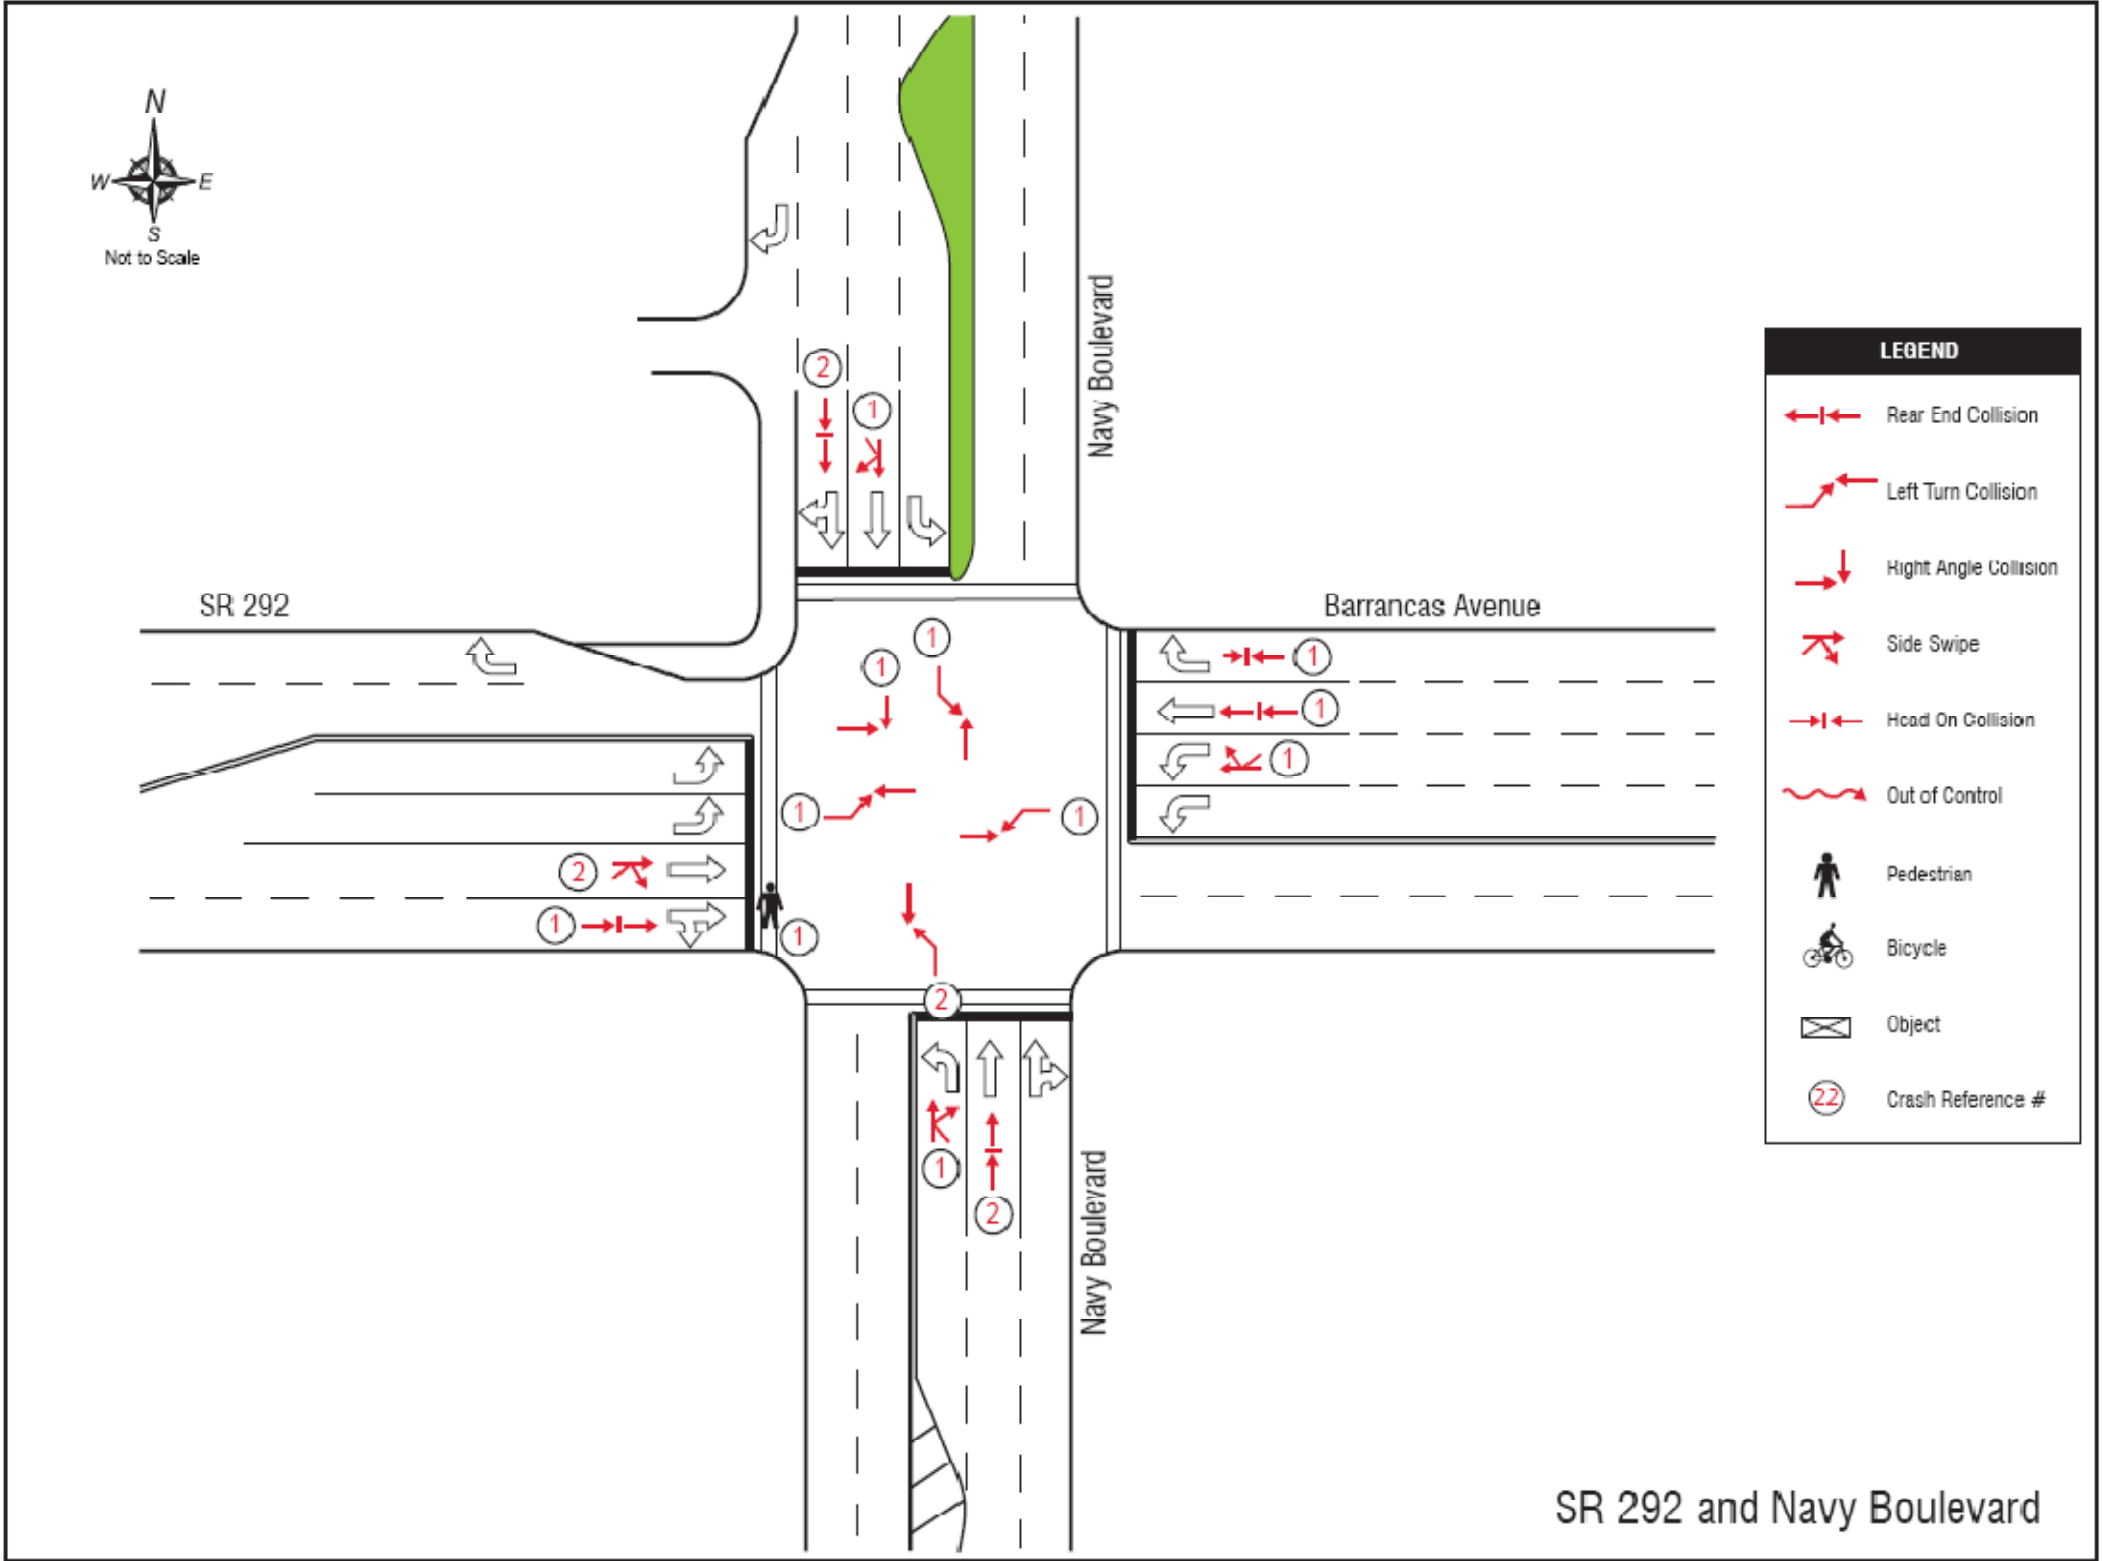 N
W
E
S
Not to Scale
Navy Boulevard
2
1
SR 292
Barrancas Avenue
1
1
1
1
1
1
1
2
1
1
2
1
2
Navy Boulevard
LEGEND
Rear End Collision
Left Turn Collision
Right Angle Collision
Side Swipe
Head On Collision
Out of Control
Pedestrian
Bicycle
Object
22
Crash Reference #
SR 292 and Navy Boulevard